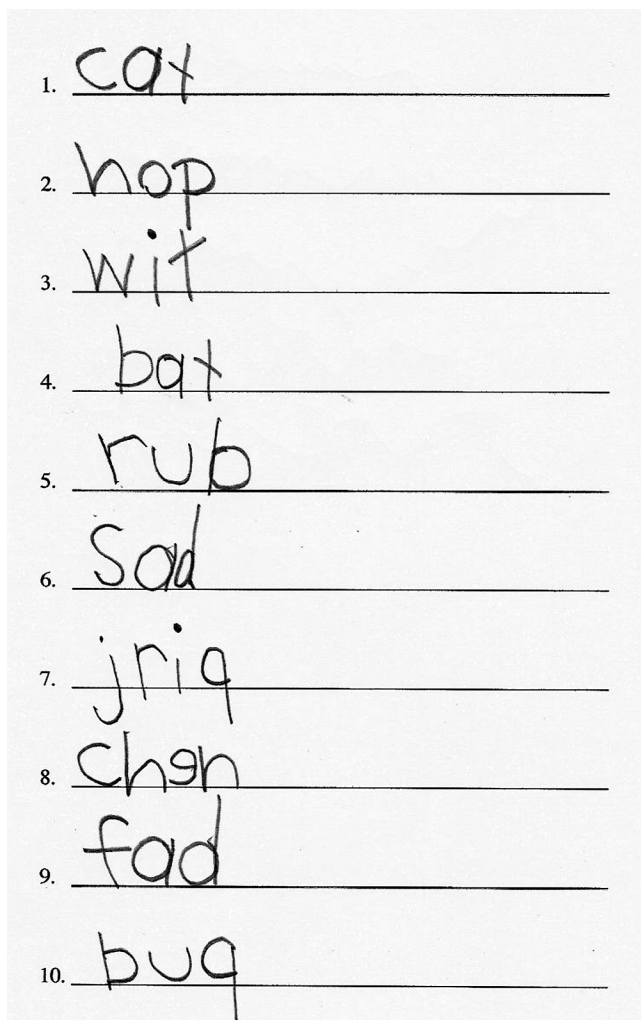 1. cat
2. hop
3. wit
4. bat
5. rub
6. sad
7. jriq
8. chen
9. fad
10. buq